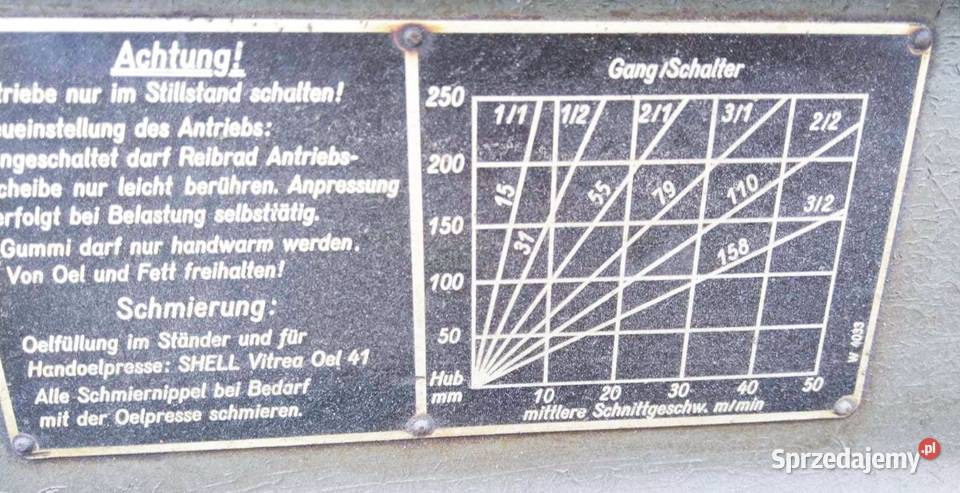 Achtung!
triebe nur im Stillstand schalten!
ueinstellung des Antriebs:
ngeschaltet darf Reibrad Antriebs-
cheibe nur leicht berühren. Anpressung
erfolgt bei Belastung selbsttätig.
Gummi darf nur handwarm werden.
Von Oel und Fett freihalten!
Schmierung:
Oelfüllung im Ständer und für
Handoelpresse: SHELL Vitrea Oel 41
Alle Schmiernippel bei Bedarf
mit der Oelpresse schmieren.
Gang/Schalter
250
1/1 1/2 2/1 3/1 2/2
200
15 31 55 79 110 3/2
150
158
100
50
Hub
mm
10 20 30 40 50
mittlere Schnittgeschw. m/min
W 4033
Sprzedajemy.pl